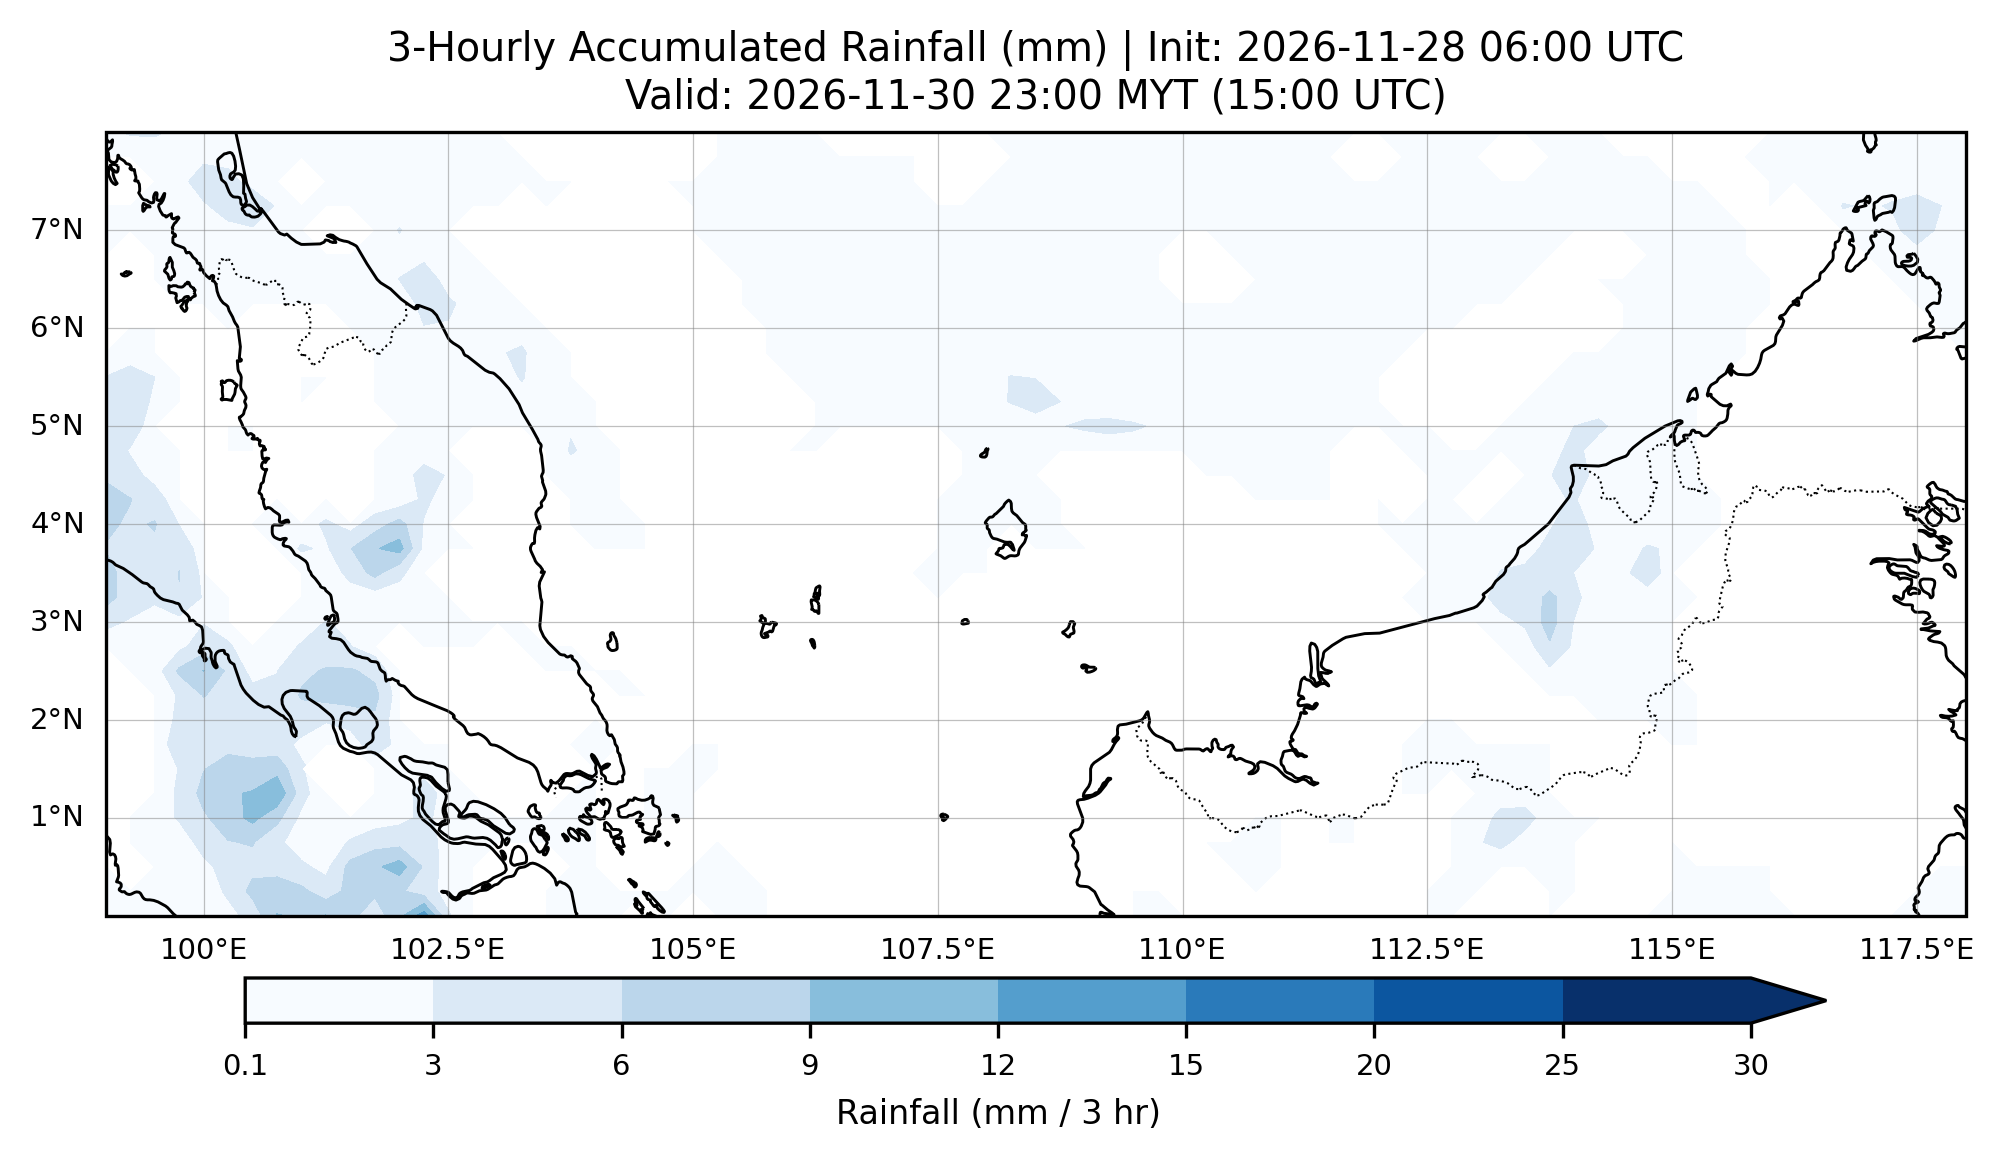 3-Hourly Accumulated Rainfall (mm) | Init: 2026-11-28 06:00 UTC
Valid: 2026-11-30 23:00 MYT (15:00 UTC)
7°N
6°N
5°N
4°N
3°N
2°N
1°N
100°E 102.5°E 105°E 107.5°E 110°E 112.5°E 115°E 117.5°E
0.1 3 6 9 12 15 20 25 30
Rainfall (mm / 3 hr)